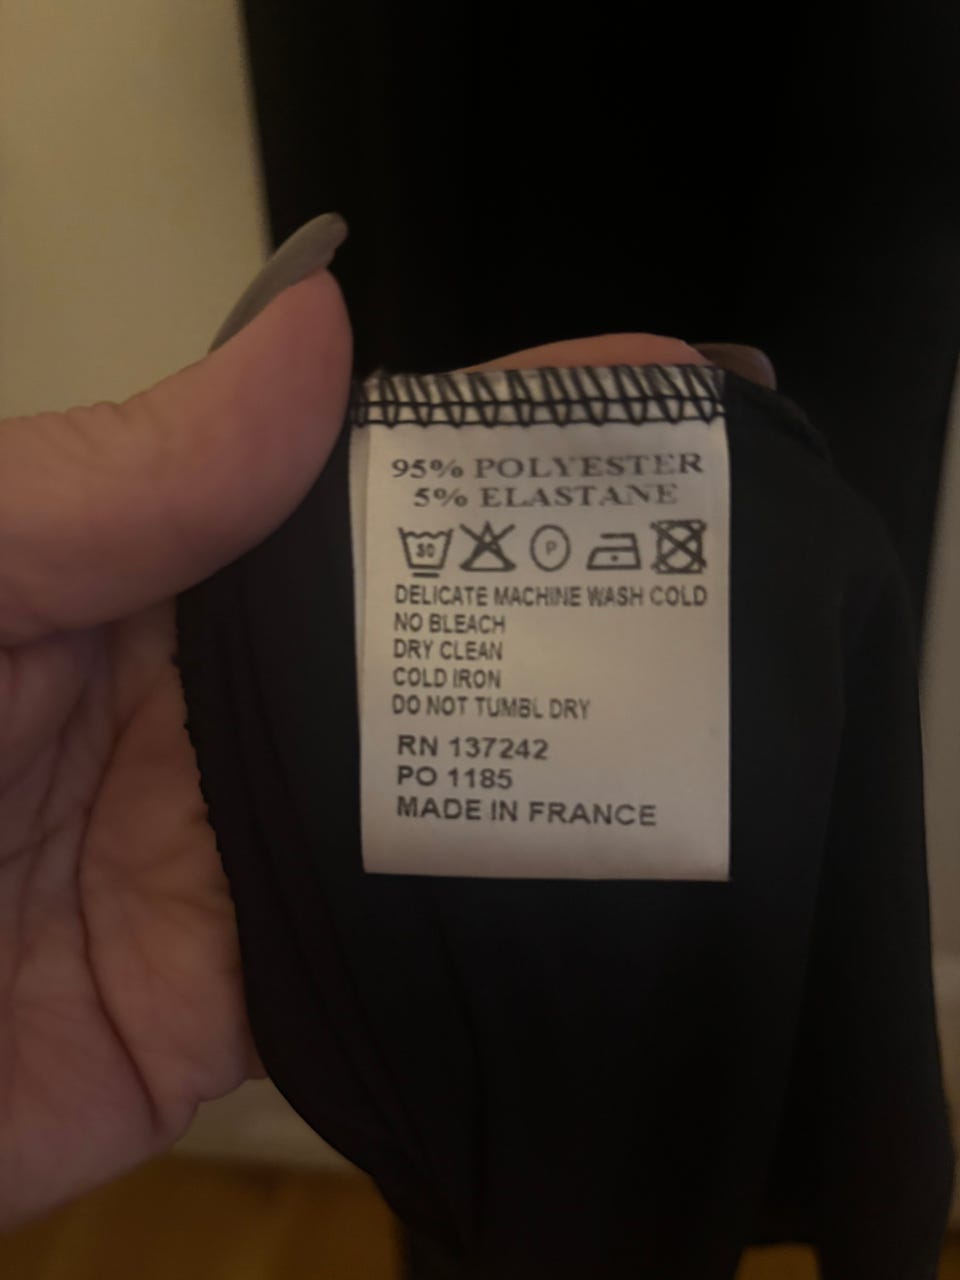 95% POLYESTER
5% ELASTANE
30 P
DELICATE MACHINE WASH COLD
NO BLEACH
DRY CLEAN
COLD IRON
DO NOT TUMBL DRY
RN 137242
PO 1185
MADE IN FRANCE